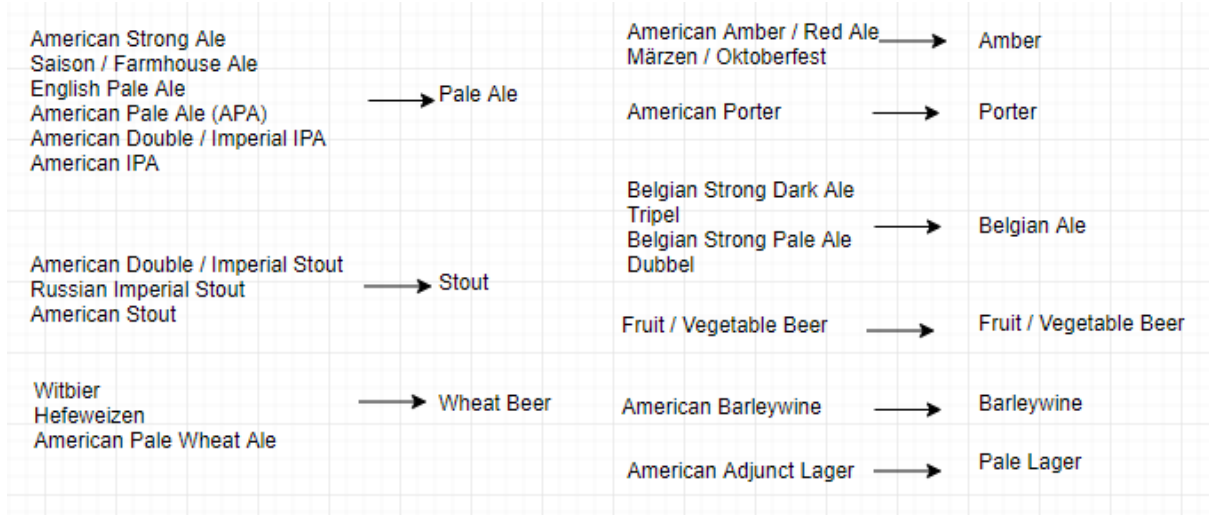 American Strong Ale
Saison / Farmhouse Ale
English Pale Ale
American Pale Ale (APA)
American Double / Imperial IPA
American IPA
Pale Ale
American Double / Imperial Stout
Russian Imperial Stout
American Stout
Stout
Witbier
Hefeweizen
American Pale Wheat Ale
Wheat Beer
American Amber / Red Ale
Märzen / Oktoberfest
Amber
American Porter
Porter
Belgian Strong Dark Ale
Tripel
Belgian Strong Pale Ale
Dubbel
Belgian Ale
Fruit / Vegetable Beer
Fruit / Vegetable Beer
American Barleywine
Barleywine
American Adjunct Lager
Pale Lager